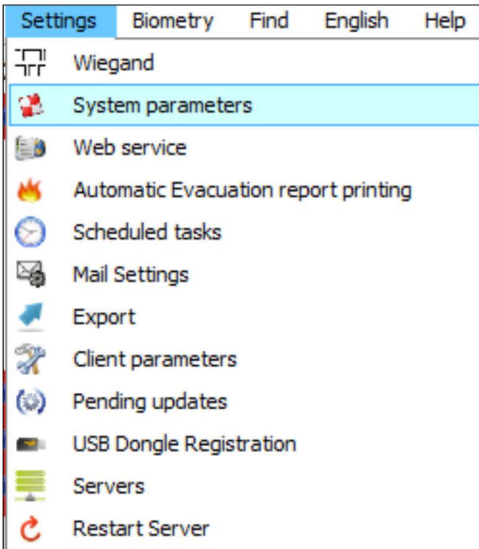 Settings Biometry Find English Help
Wiegand
System parameters
Web service
Automatic Evacuation report printing
Scheduled tasks
Mail Settings
Export
Client parameters
Pending updates
USB Dongle Registration
Servers
Restart Server